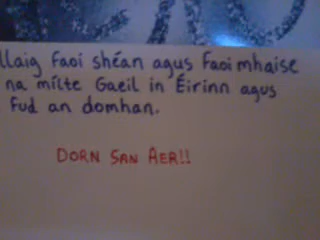 faoi shéan agus faoi mhaise
na mílte Gaeil in Éirinn agus
fud an domhan.
DORN SAN AER!!